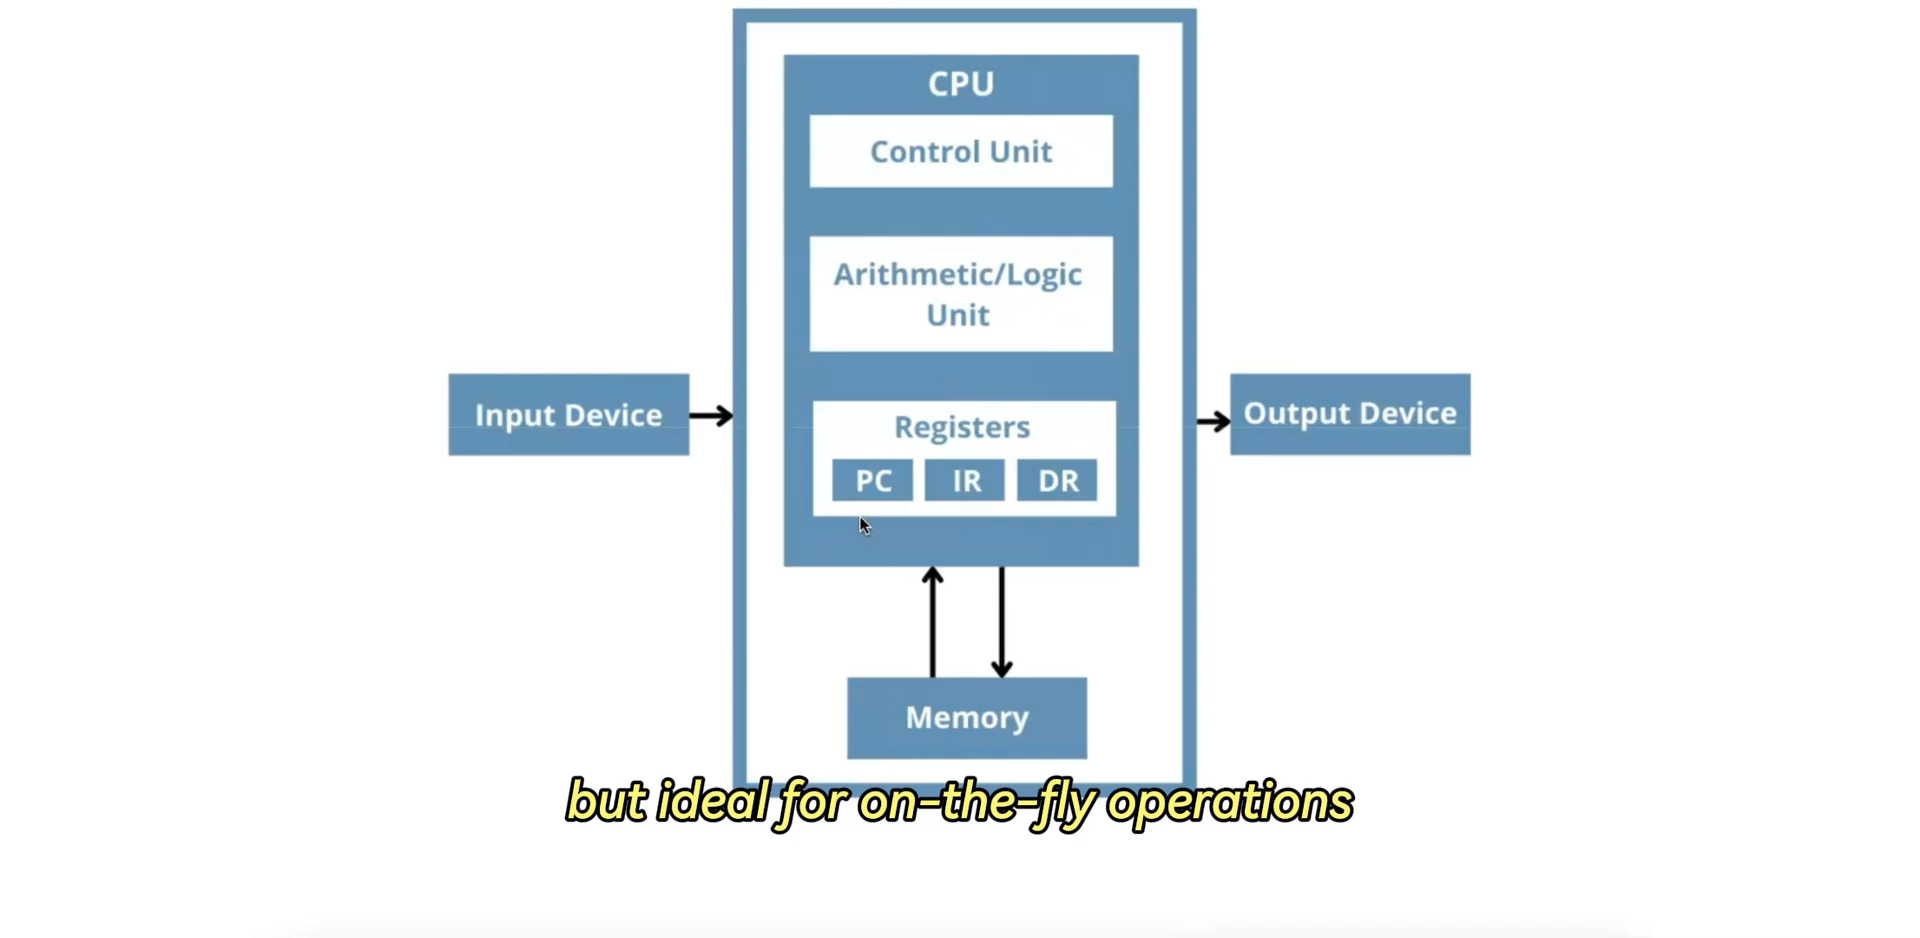 CPU
Control Unit
Arithmetic/Logic
Unit
Input Device
Output Device
Registers
PC IR DR
Memory
but ideal for on-the-fly operations